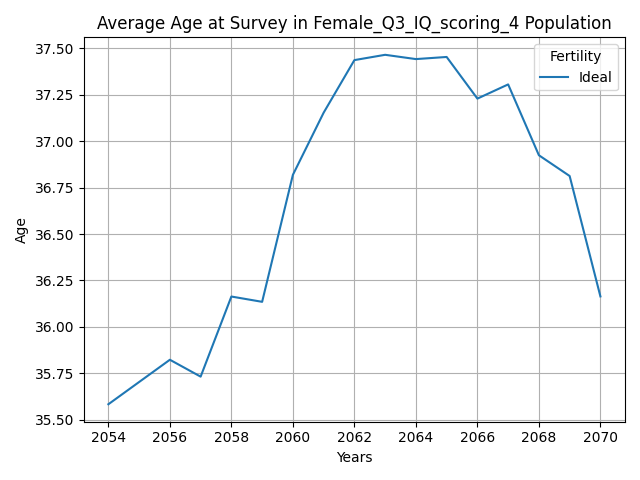 Average Age at Survey in Female_Q3_IQ_scoring_4 Population
Fertility
Ideal
37.50
37.25
37.00
36.75
36.50
36.25
36.00
35.75
35.50
Age
2054 2056 2058 2060 2062 2064 2066 2068 2070
Years